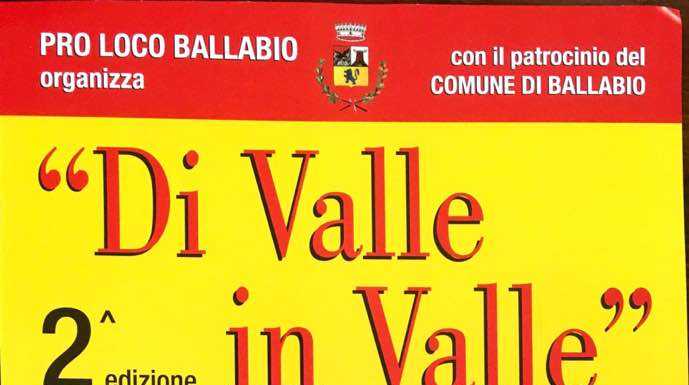 PRO LOCO BALLABIO
organizza
con il patrocinio del
COMUNE DI BALLABIO
“Di Valle
in Valle”
2^
edizione